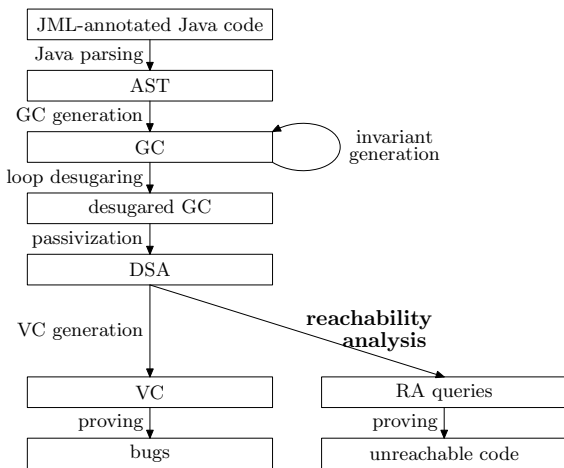 JML-annotated Java code
Java parsing
AST
GC generation
GC
invariant
generation
loop desugaring
desugared GC
passivization
DSA
VC generation
reachability
analysis
VC
RA queries
proving
proving
bugs
unreachable code